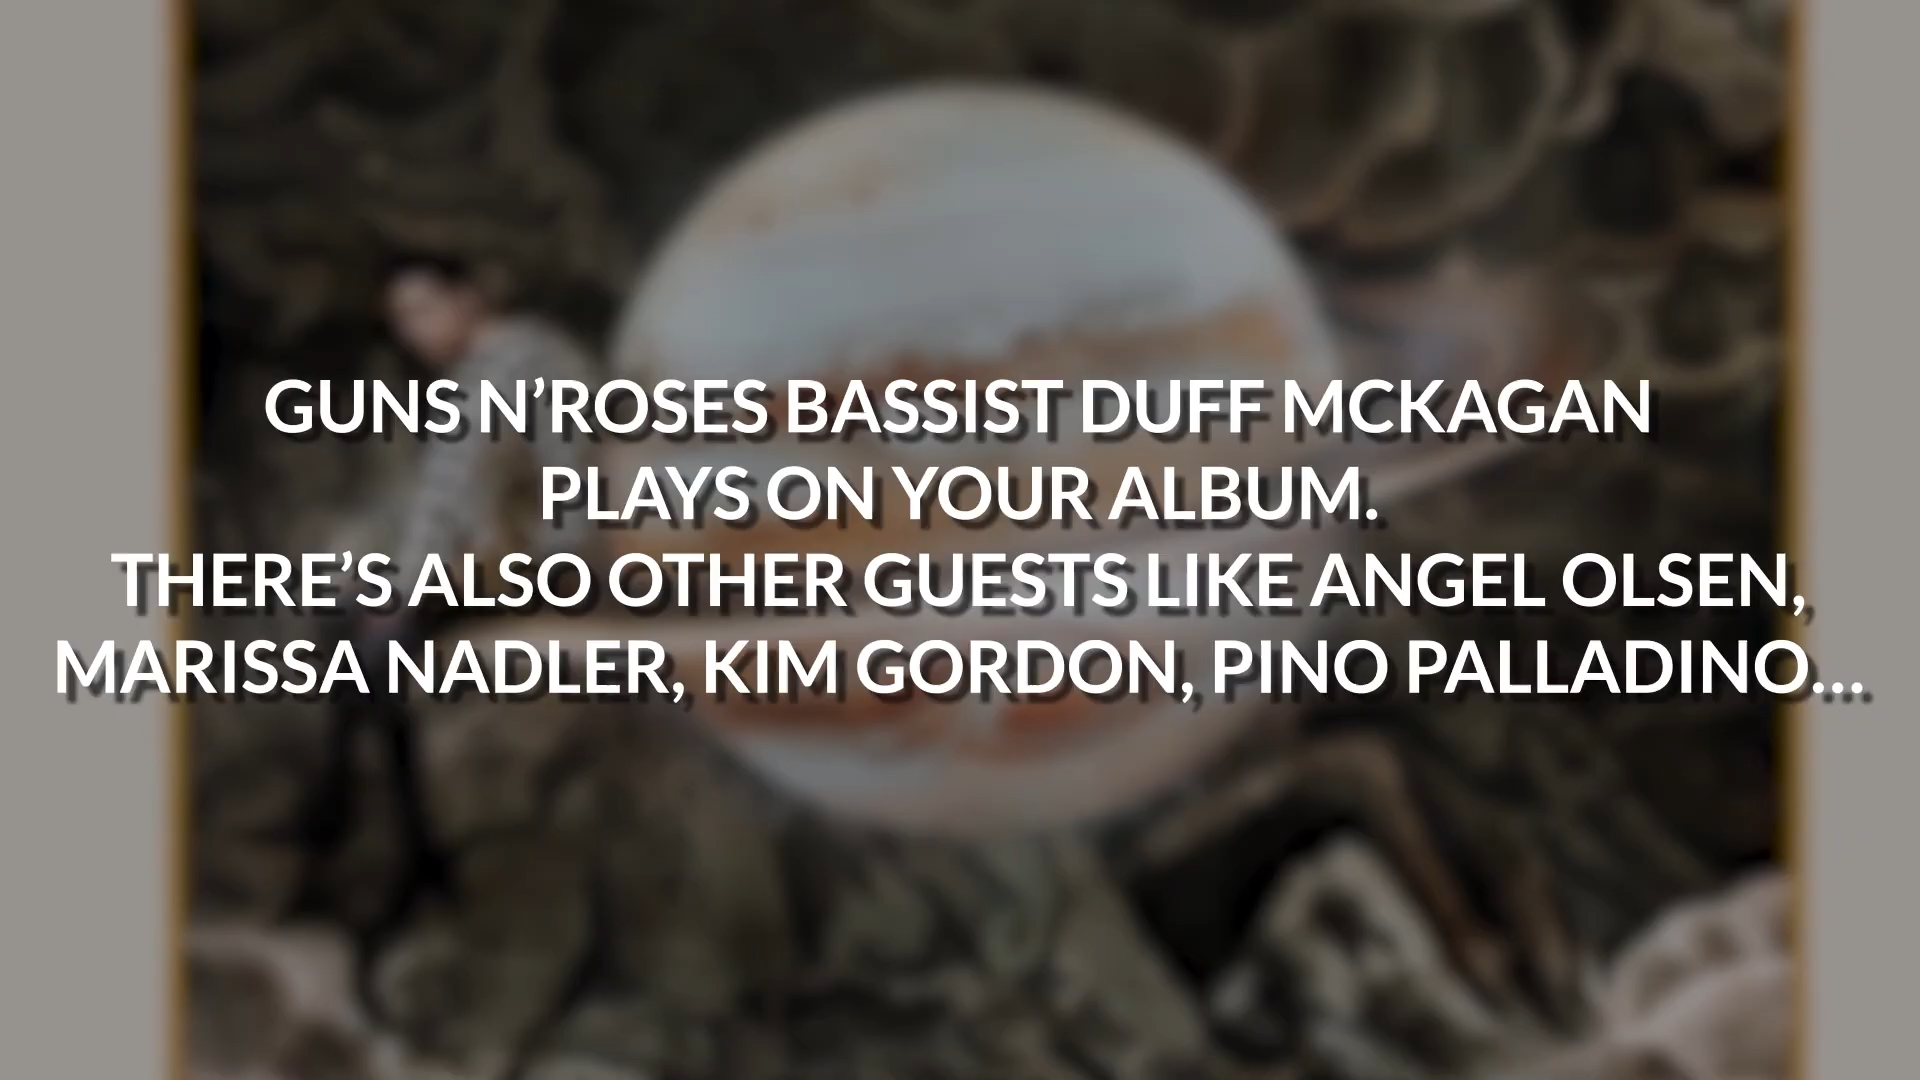 GUNS N’ROSES BASSIST DUFF MCKAGAN
PLAYS ON YOUR ALBUM.
THERE’S ALSO OTHER GUESTS LIKE ANGEL OLSEN,
MARISSA NADLER, KIM GORDON, PINO PALLADINO...